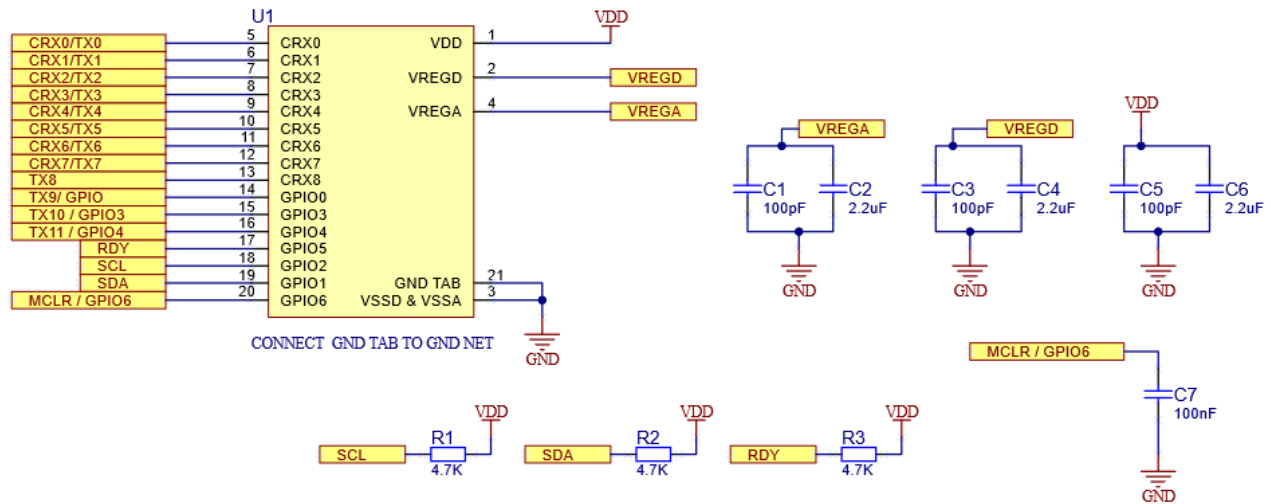 U1
VDD
CRX0/TX0 5 CRX0 VDD 1
CRX1/TX1 6 CRX1
CRX2/TX2 7 CRX2 VREGD 2 VREGD
CRX3/TX3 8 CRX3
CRX4/TX4 9 CRX4 VREGA 4 VREGA
CRX5/TX5 10 CRX5
CRX6/TX6 11 CRX6
CRX7/TX7 12 CRX7
TX8 13 CRX8
TX9/ GPIO 14 GPIO0
TX10 / GPIO3 15 GPIO3
TX11 / GPIO4 16 GPIO4
RDY 17 GPIO5
SCL 18 GPIO2
SDA 19 GPIO1 GND TAB 21
MCLR / GPIO6 20 GPIO6 VSSD & VSSA 3
GND
CONNECT GND TAB TO GND NET
VREGA
C1
100pF
C2
2.2uF
GND
VREGD
C3
100pF
C4
2.2uF
GND
VDD
C5
100pF
C6
2.2uF
GND
MCLR / GPIO6
C7
100nF
GND
VDD
SCL R1
4.7K
VDD
SDA R2
4.7K
VDD
RDY R3
4.7K